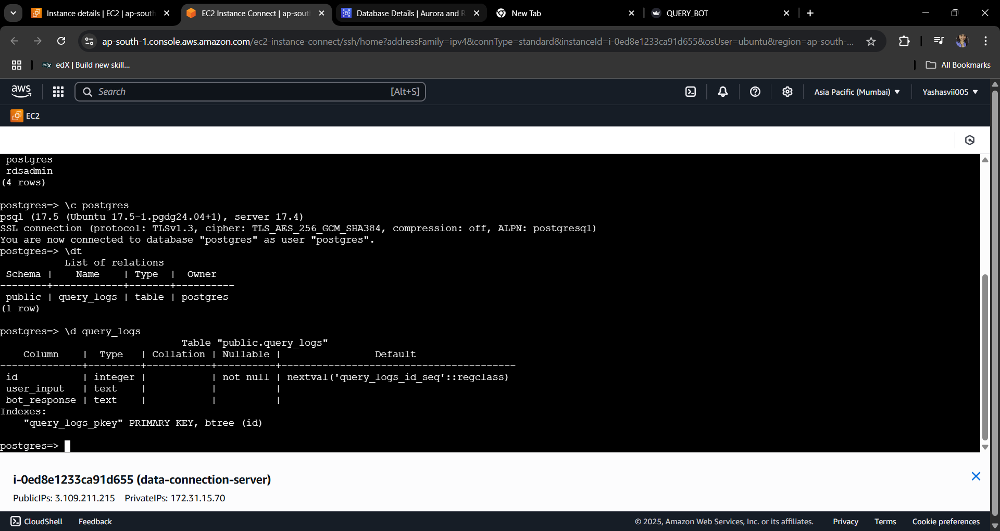 Instance details | EC2 | ap-south
EC2 Instance Connect | ap-sout
Database Details | Aurora and R
New Tab
QUERY_BOT
ap-south-1.console.aws.amazon.com/ec2-instance-connect/ssh/home?addressFamily=ipv4&connType=standard&instanceId=i-0ed8e1233ca91d655&osUser=ubuntu&region=ap-south-...
edX edX | Build new skill...
All Bookmarks
aws
Search [Alt+S]
Asia Pacific (Mumbai)
Yashasvii005
EC2
postgres
rdsadmin
(4 rows)
postgres=> \c postgres
psql (17.5 (Ubuntu 17.5-1.pgdg24.04+1), server 17.4)
SSL connection (protocol: TLSv1.3, cipher: TLS_AES_256_GCM_SHA384, compression: off, ALPN: postgresql)
You are now connected to database "postgres" as user "postgres".
postgres=> \dt
List of relations
Schema | Name | Type | Owner
--------+------------+-------+----------
public | query_logs | table | postgres
(1 row)
postgres=> \d query_logs
Table "public.query_logs"
Column | Type | Collation | Nullable | Default
--------------+---------+-----------+----------+----------------------------------------
id | integer | | not null | nextval('query_logs_id_seq'::regclass)
user_input | text | | |
bot_response | text | | |
Indexes:
"query_logs_pkey" PRIMARY KEY, btree (id)
postgres=>
i-0ed8e1233ca91d655 (data-connection-server)
PublicIPs: 3.109.211.215 PrivateIPs: 172.31.15.70
CloudShell Feedback © 2025, Amazon Web Services, Inc. or its affiliates. Privacy Terms Cookie preferences